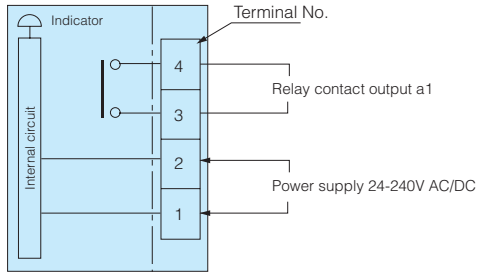 Terminal No.
Indicator
4
Relay contact output a1
3
Internal circuit
2
Power supply 24-240V AC/DC
1